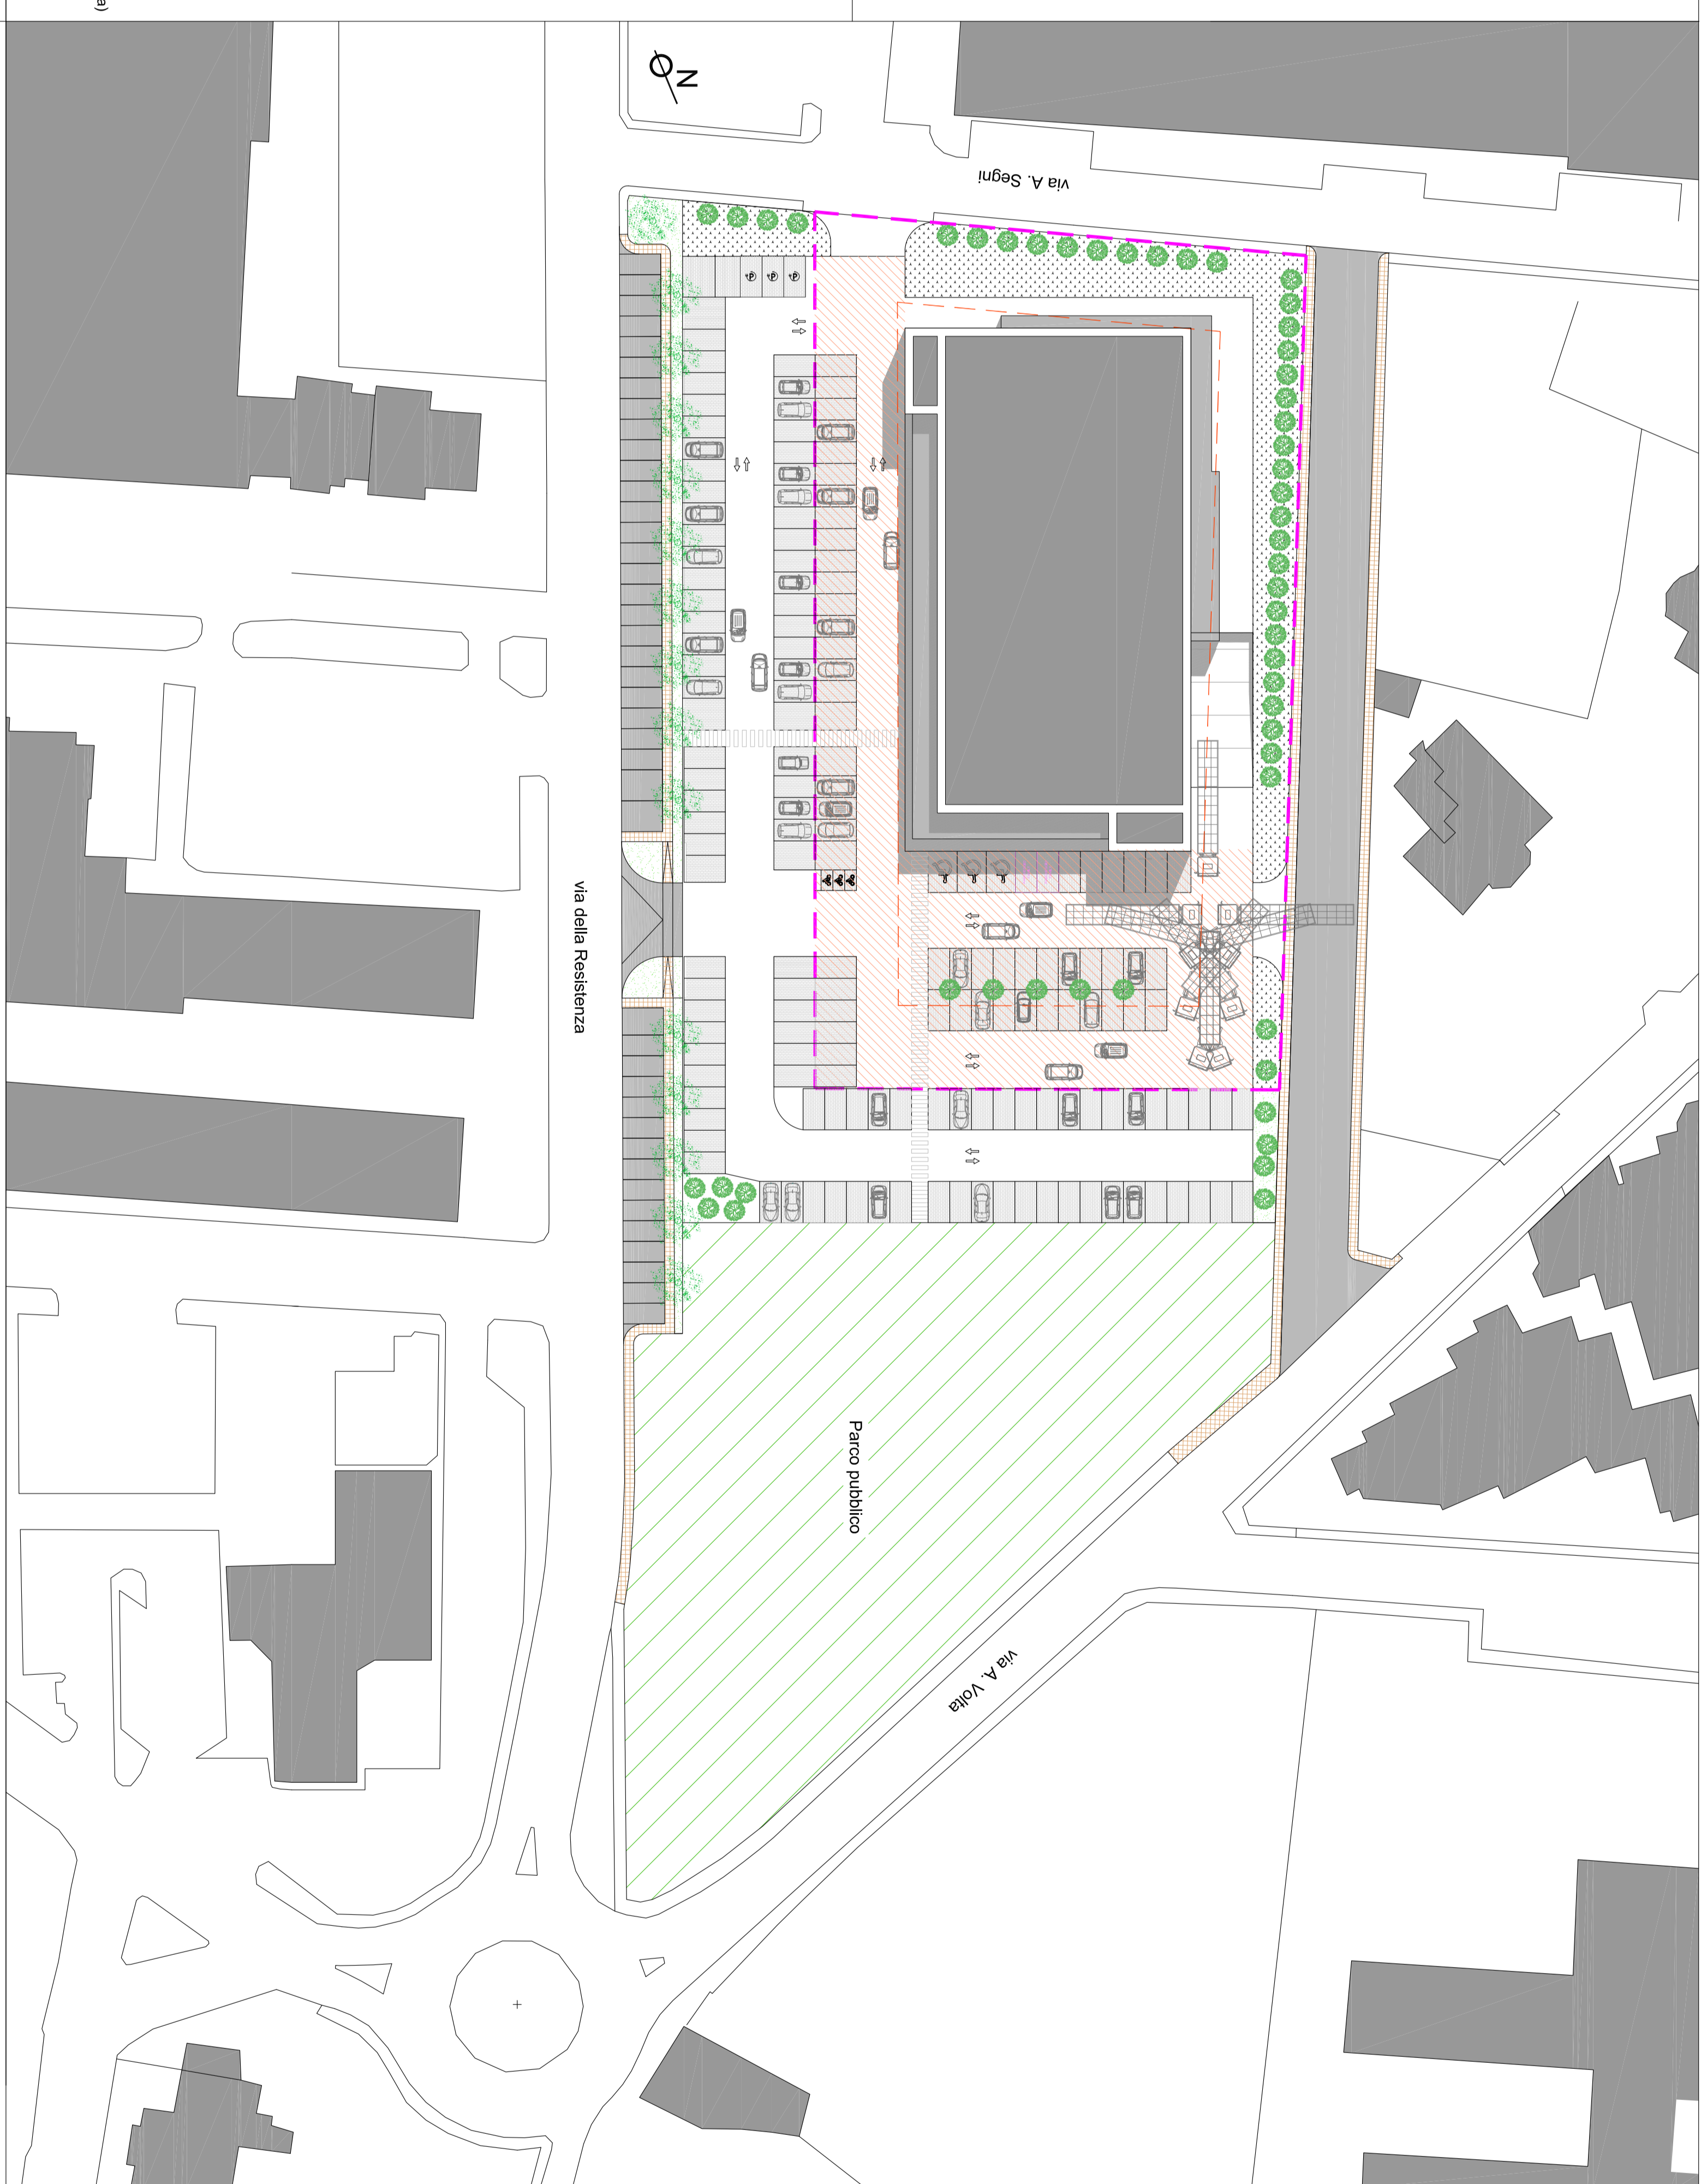 a)
N
via A. Segni
via della Resistenza
Parco pubblico
via A. Volta